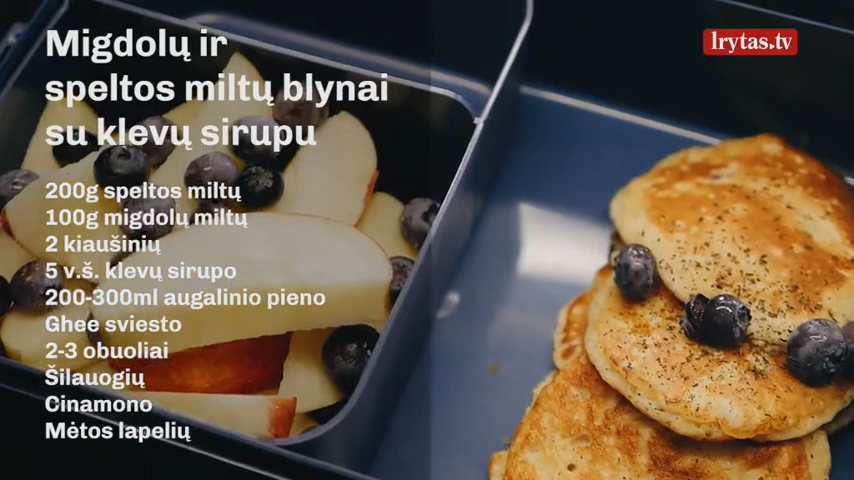 Migdolų ir
speltos miltų blynai
su klevų sirupu
lrytas.tv
200g speltos miltų
100g migdolų miltų
2 kiaušinių
5 v.š. klevų sirupo
200-300ml augalinio pieno
Ghee sviesto
2-3 obuoliai
Šilauogių
Cinamono
Mėtos lapelių